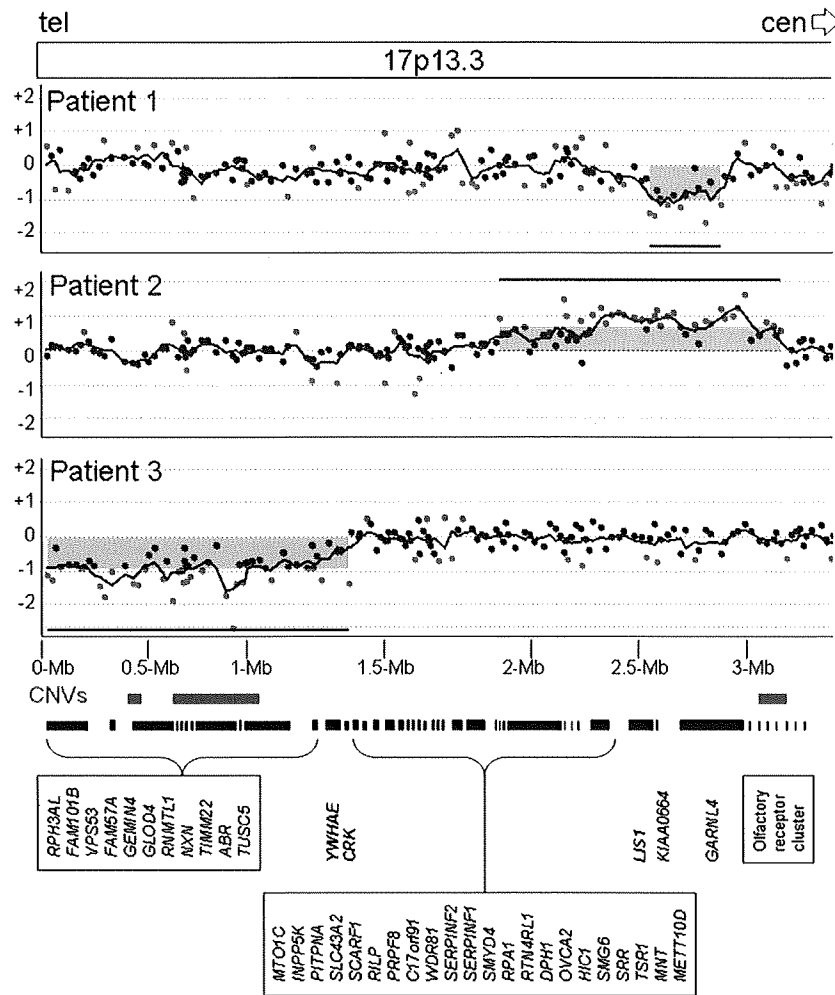 tel cen
17p13.3
Patient 1
+2
+1
0
-1
-2
Patient 2
+2
+1
0
-1
-2
Patient 3
+2
+1
0
-1
-2
0-Mb 0.5-Mb 1-Mb 1.5-Mb 2-Mb 2.5-Mb 3-Mb
CNVs
RPH3AL
FAM101B
VPS53
FAM57A
GEMIN4
GLOD4
RNMTL1
NXN
TIMM22
ABR
TUSC5
YWHAE
CRK
LIS1
KIAA0664
GARNL4
Olfactory
receptor
cluster
MTO1C
INPP5K
PITPNA
SLC43A2
SCARF1
RILP
PRPF8
C17orf91
WDR81
SERPINF2
SERPINF1
SMYD4
RPA1
RTN4RL1
DPH1
OVCA2
HIC1
SMG6
SRR
TSR1
MNT
METT10D